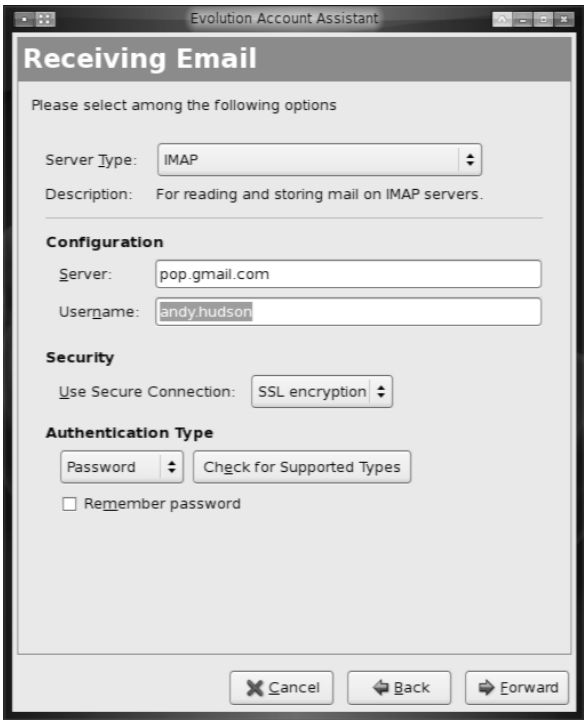 Evolution Account Assistant
Receiving Email
Please select among the following options
Server Type: IMAP
Description: For reading and storing mail on IMAP servers.
Configuration
Server: pop.gmail.com
Username: andy.hudson
Security
Use Secure Connection: SSL encryption
Authentication Type
Password Check for Supported Types
Remember password
Cancel Back Forward